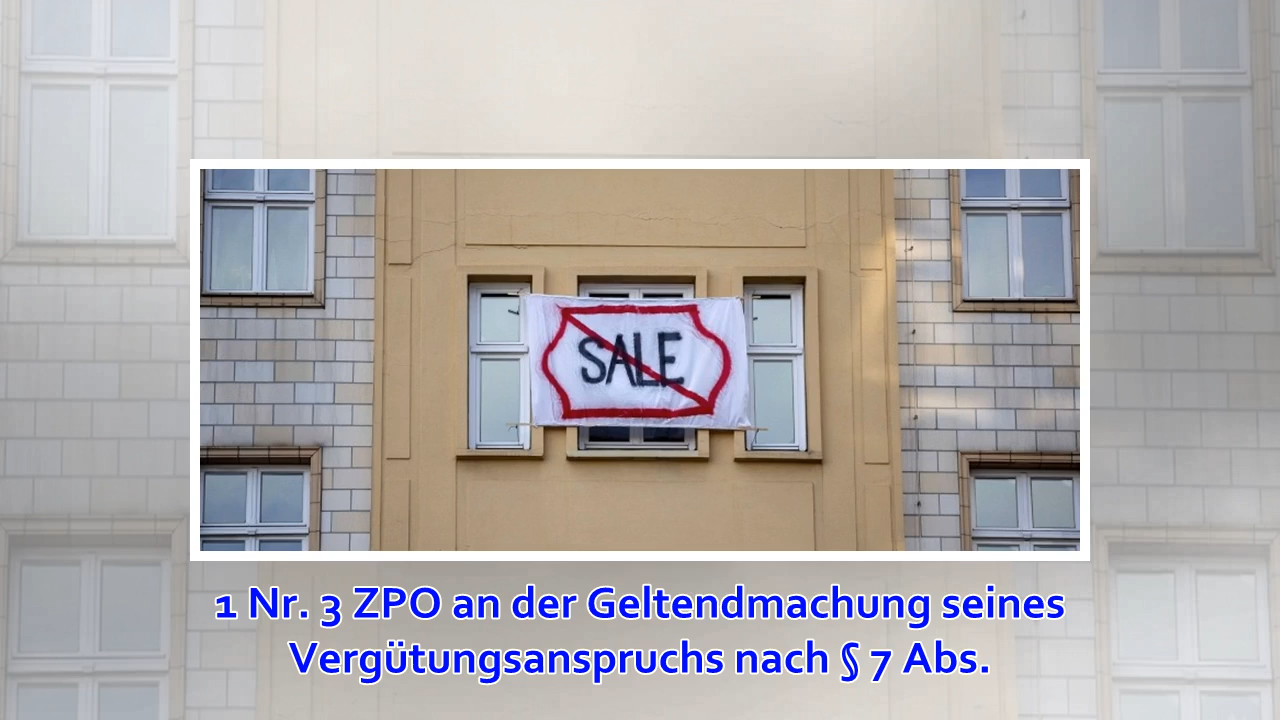 SALE
1 Nr. 3 ZPO an der Geltendmachung seines
Vergütungsanspruchs nach § 7 Abs.